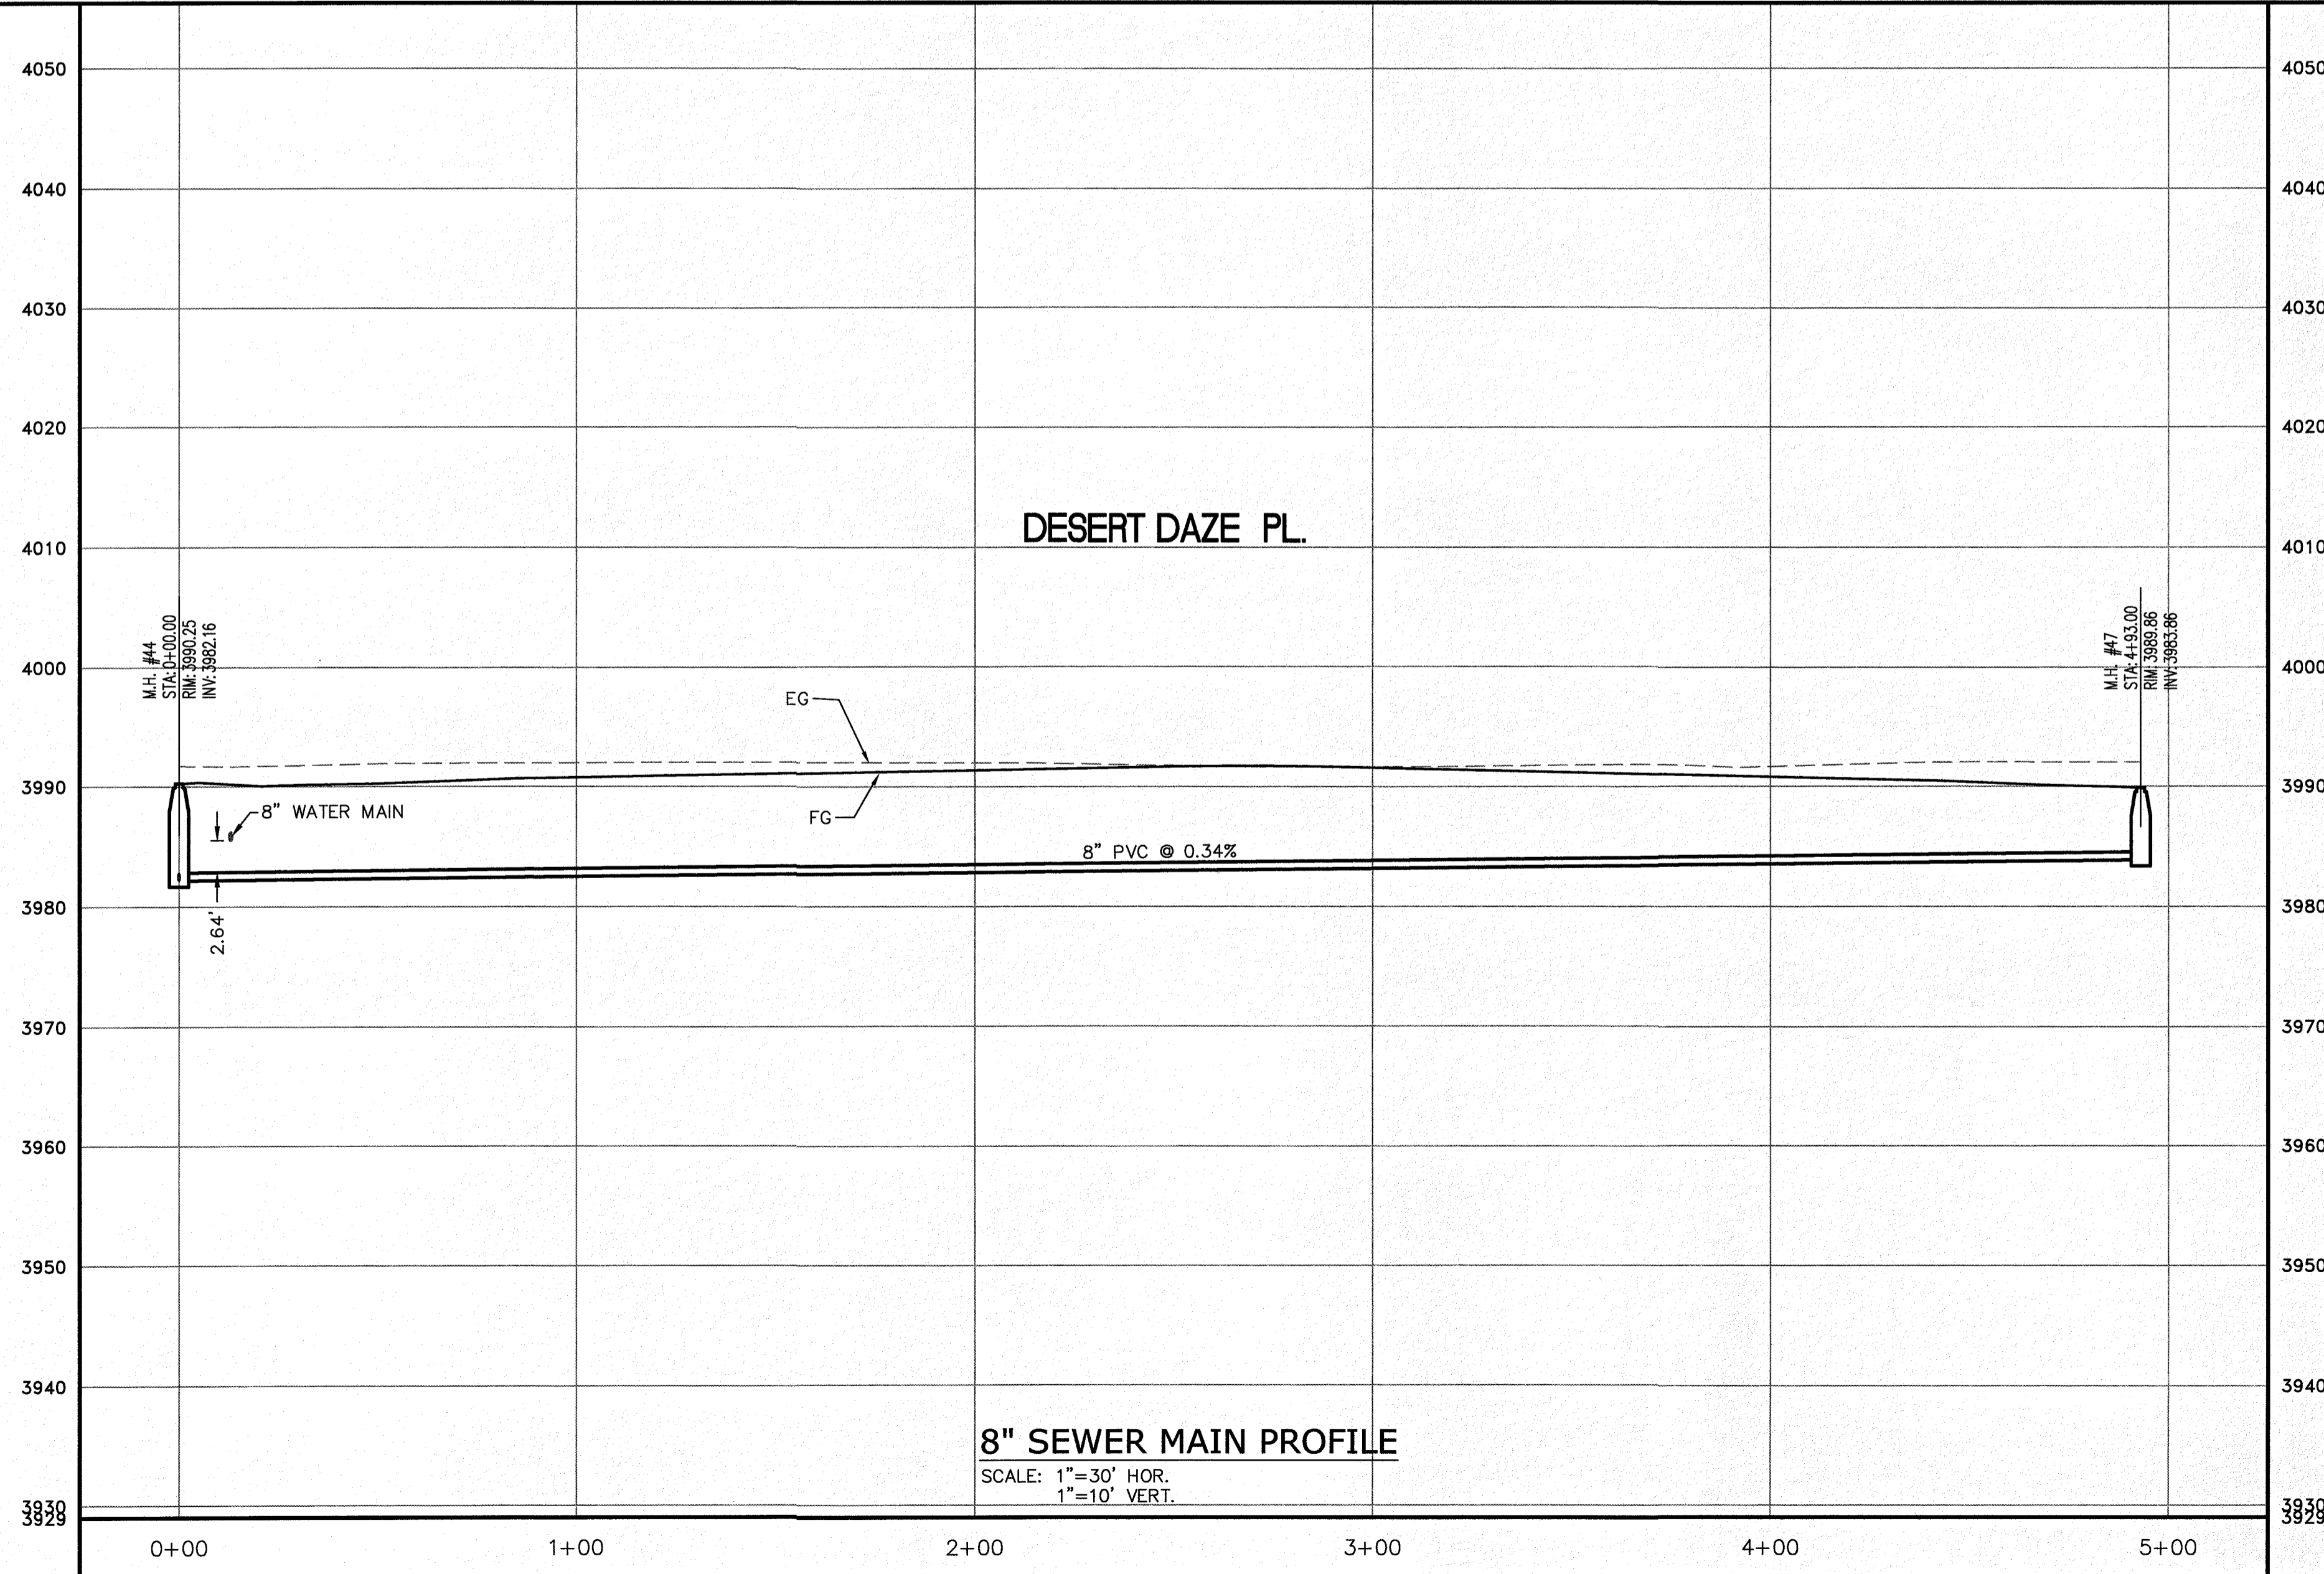 4050 4050
4040 4040
4030 4030
4020 4020
DESERT DAZE PL.
4010 4010
M.H. #44
STA:0+00.00
RIM:3990.25
INV:3982.16
M.H. #47
STA:4+93.00
RIM:3989.86
INV:3983.86
4000 4000
EG
3990 3990
8" WATER MAIN
FG
8" PVC @ 0.34%
3980 3980
2.64'
3970 3970
3960 3960
3950 3950
3940 3940
8" SEWER MAIN PROFILE
SCALE: 1"=30' HOR.
1"=10' VERT.
3930 3930
3929 3929
0+00 1+00 2+00 3+00 4+00 5+00